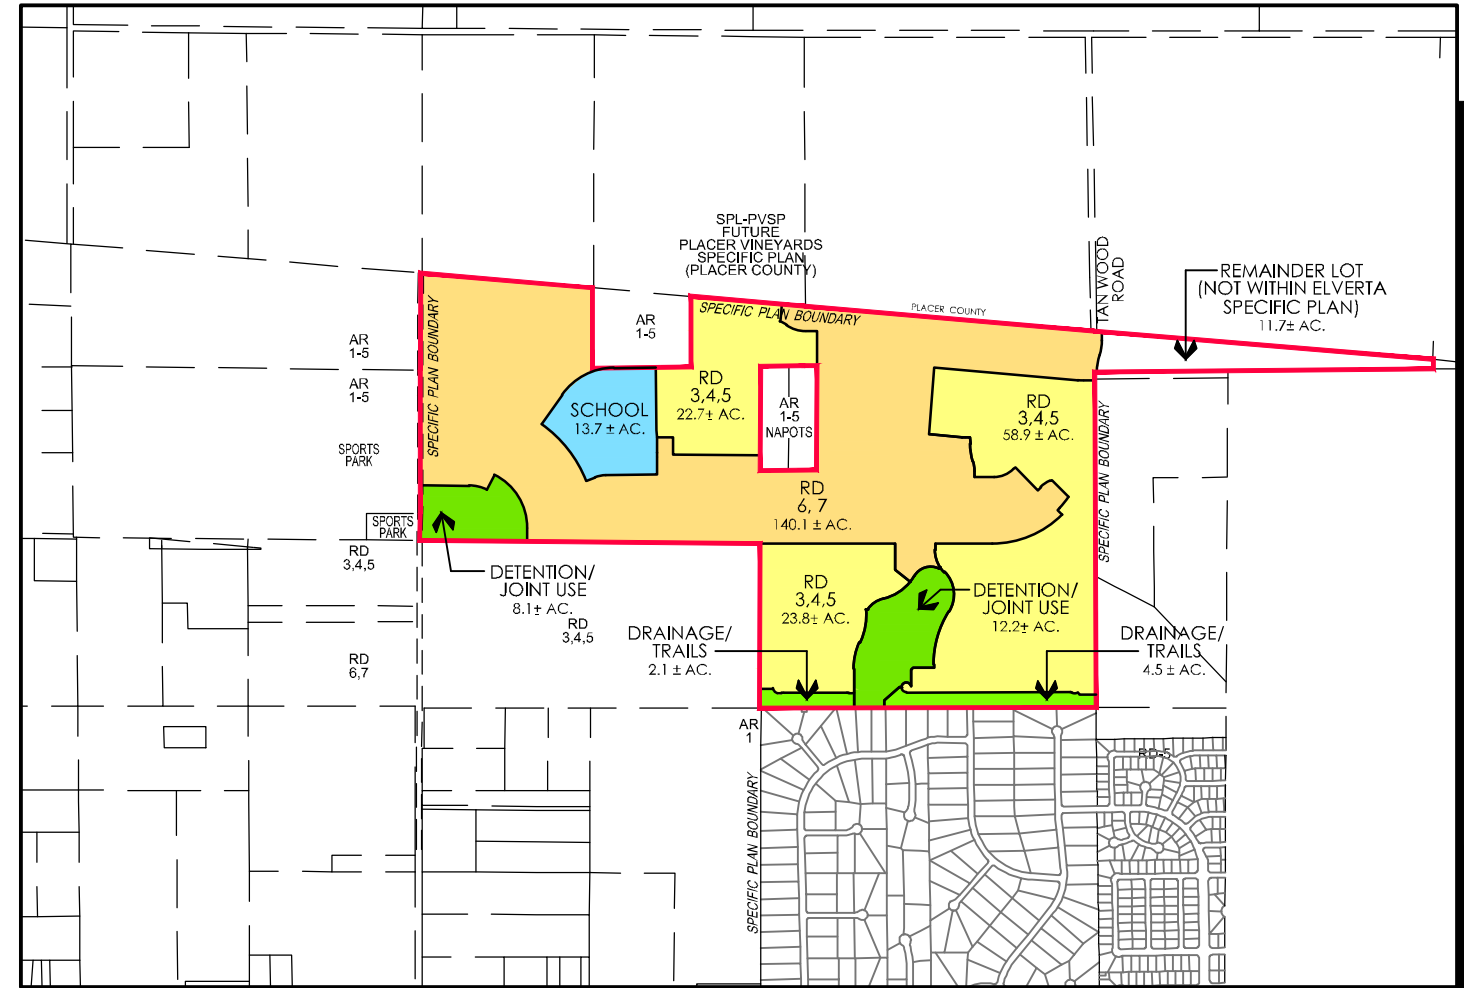 SPL-PVSP
FUTURE
PLACER VINEYARDS
SPECIFIC PLAN
(PLACER COUNTY)
TANWOOD
ROAD
REMAINDER LOT
(NOT WITHIN ELVERTA
SPECIFIC PLAN)
11.7± AC.
PLACER COUNTY
SPECIFIC PLAN BOUNDARY
AR
1-5
AR
1-5
AR
1-5
SPECIFIC PLAN BOUNDARY
SCHOOL
13.7 ± AC.
RD
3,4,5
22.7± AC.
AR
1-5
NAPOTS
RD
3,4,5
58.9 ± AC.
SPECIFIC PLAN BOUNDARY
SPORTS
PARK
SPORTS
PARK
RD
6, 7
140.1 ± AC.
RD
3,4,5
DETENTION/
JOINT USE
8.1± AC.
RD
3,4,5
RD
3,4,5
23.8±  AC.
DETENTION/
JOINT USE
12.2± AC.
DRAINAGE/
TRAILS
2.1 ± AC.
DRAINAGE/
TRAILS
4.5 ± AC.
RD
6,7
AR
1
RD-5
SPECIFIC PLAN BOUNDARY